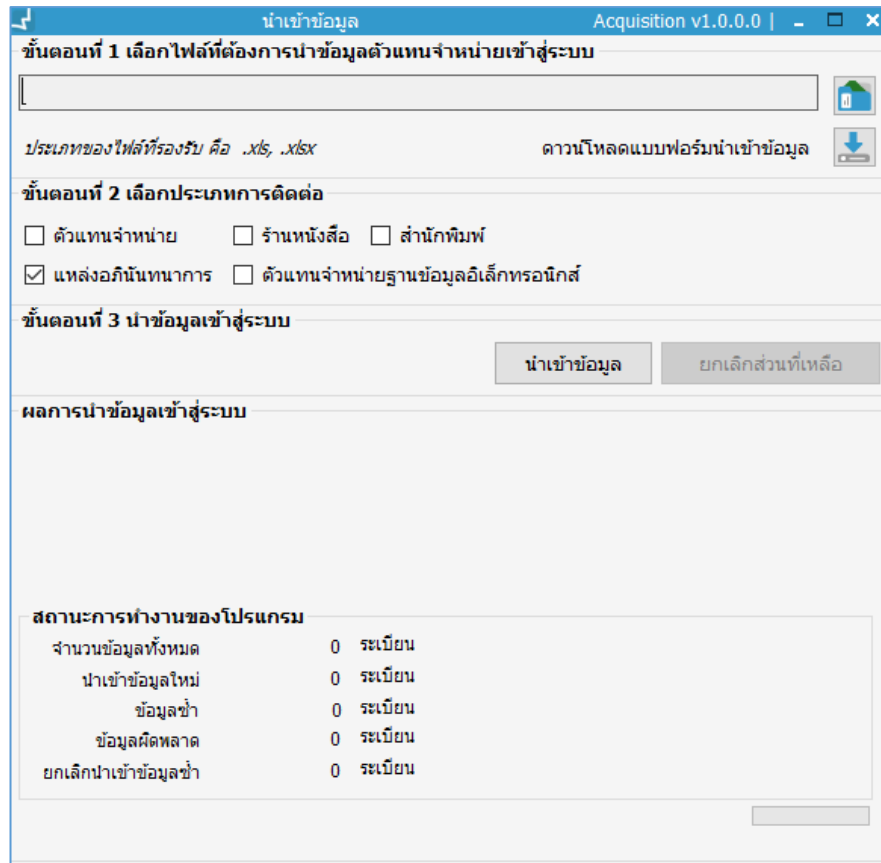 นำเข้าข้อมูล Acquisition v1.0.0.0 |
ขั้นตอนที่ 1 เลือกไฟล์ที่ต้องการนำข้อมูลตัวแทนจำหน่ายเข้าสู่ระบบ
ประเภทของไฟล์ที่รองรับ คือ .xls, .xlsx ดาวน์โหลดแบบฟอร์มนำเข้าข้อมูล
ขั้นตอนที่ 2 เลือกประเภทการติดต่อ
ตัวแทนจำหน่าย ร้านหนังสือ สำนักพิมพ์
แหล่งอภินันทนาการ ตัวแทนจำหน่ายฐานข้อมูลอิเล็กทรอนิกส์
ขั้นตอนที่ 3 นำข้อมูลเข้าสู่ระบบ
นำเข้าข้อมูล ยกเลิกส่วนที่เหลือ
ผลการนำข้อมูลเข้าสู่ระบบ
สถานะการทำงานของโปรแกรม
จำนวนข้อมูลทั้งหมด 0 ระเบียน
นำเข้าข้อมูลใหม่ 0 ระเบียน
ข้อมูลซ้ำ 0 ระเบียน
ข้อมูลผิดพลาด 0 ระเบียน
ยกเลิกนำเข้าข้อมูลซ้ำ 0 ระเบียน